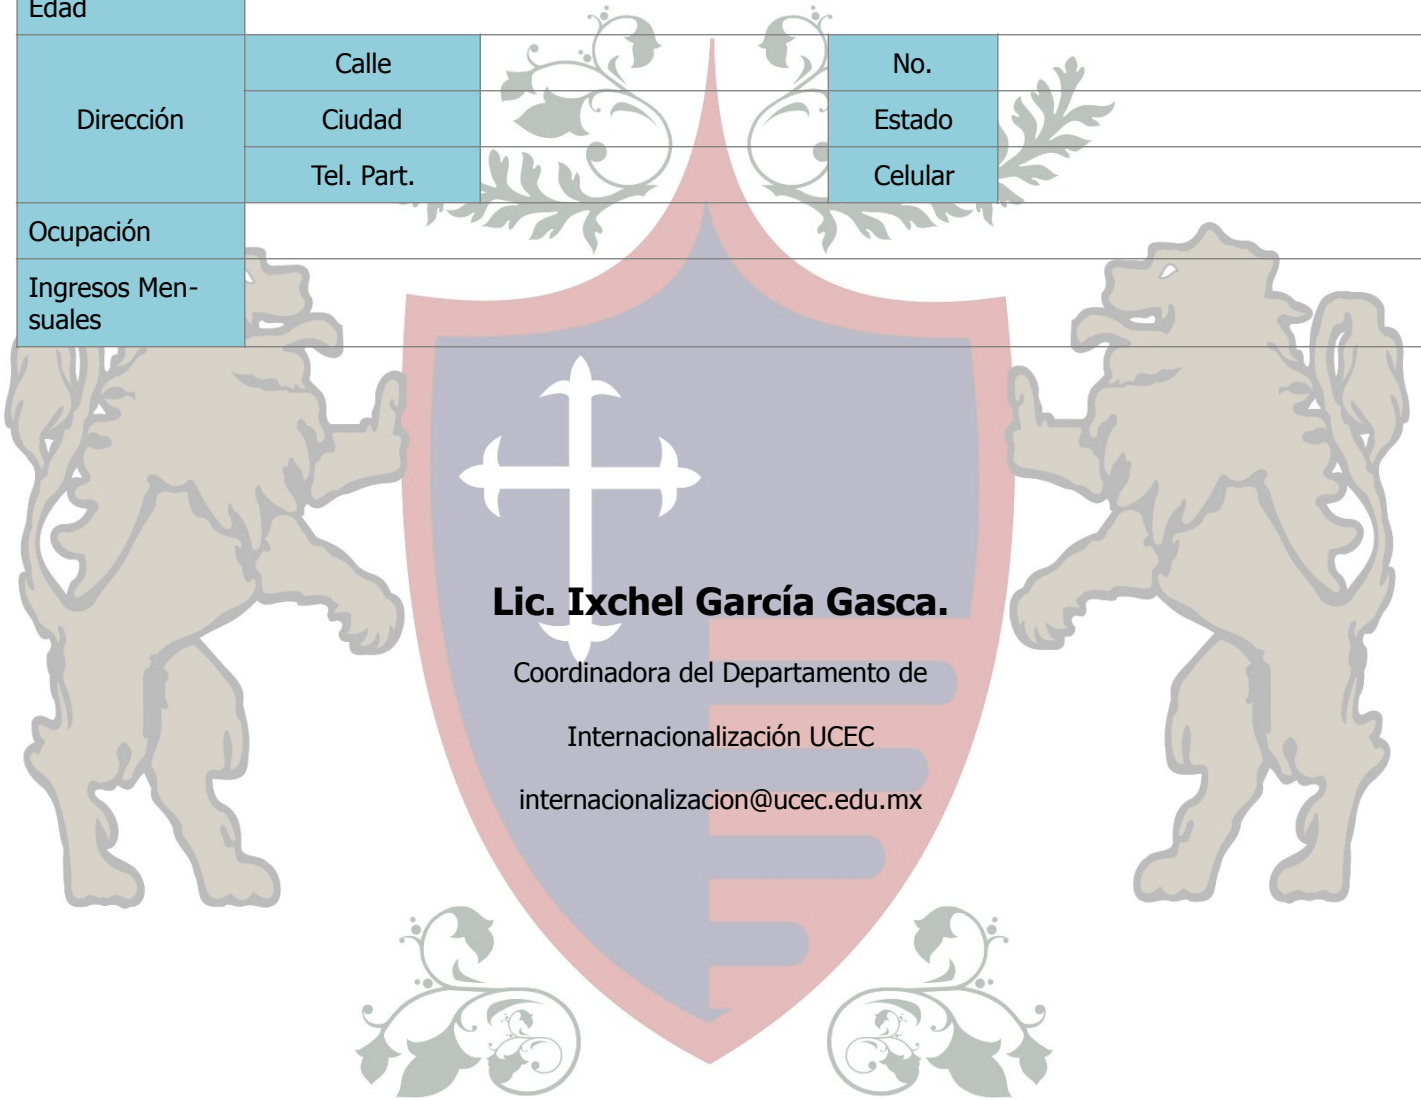 Edad
Calle No.
Dirección Ciudad Estado
Tel. Part. Celular
Ocupación
Ingresos Men-
suales
Lic. Ixchel García Gasca.
Coordinadora del Departamento de
Internacionalización UCEC
internacionalizacion@ucec.edu.mx